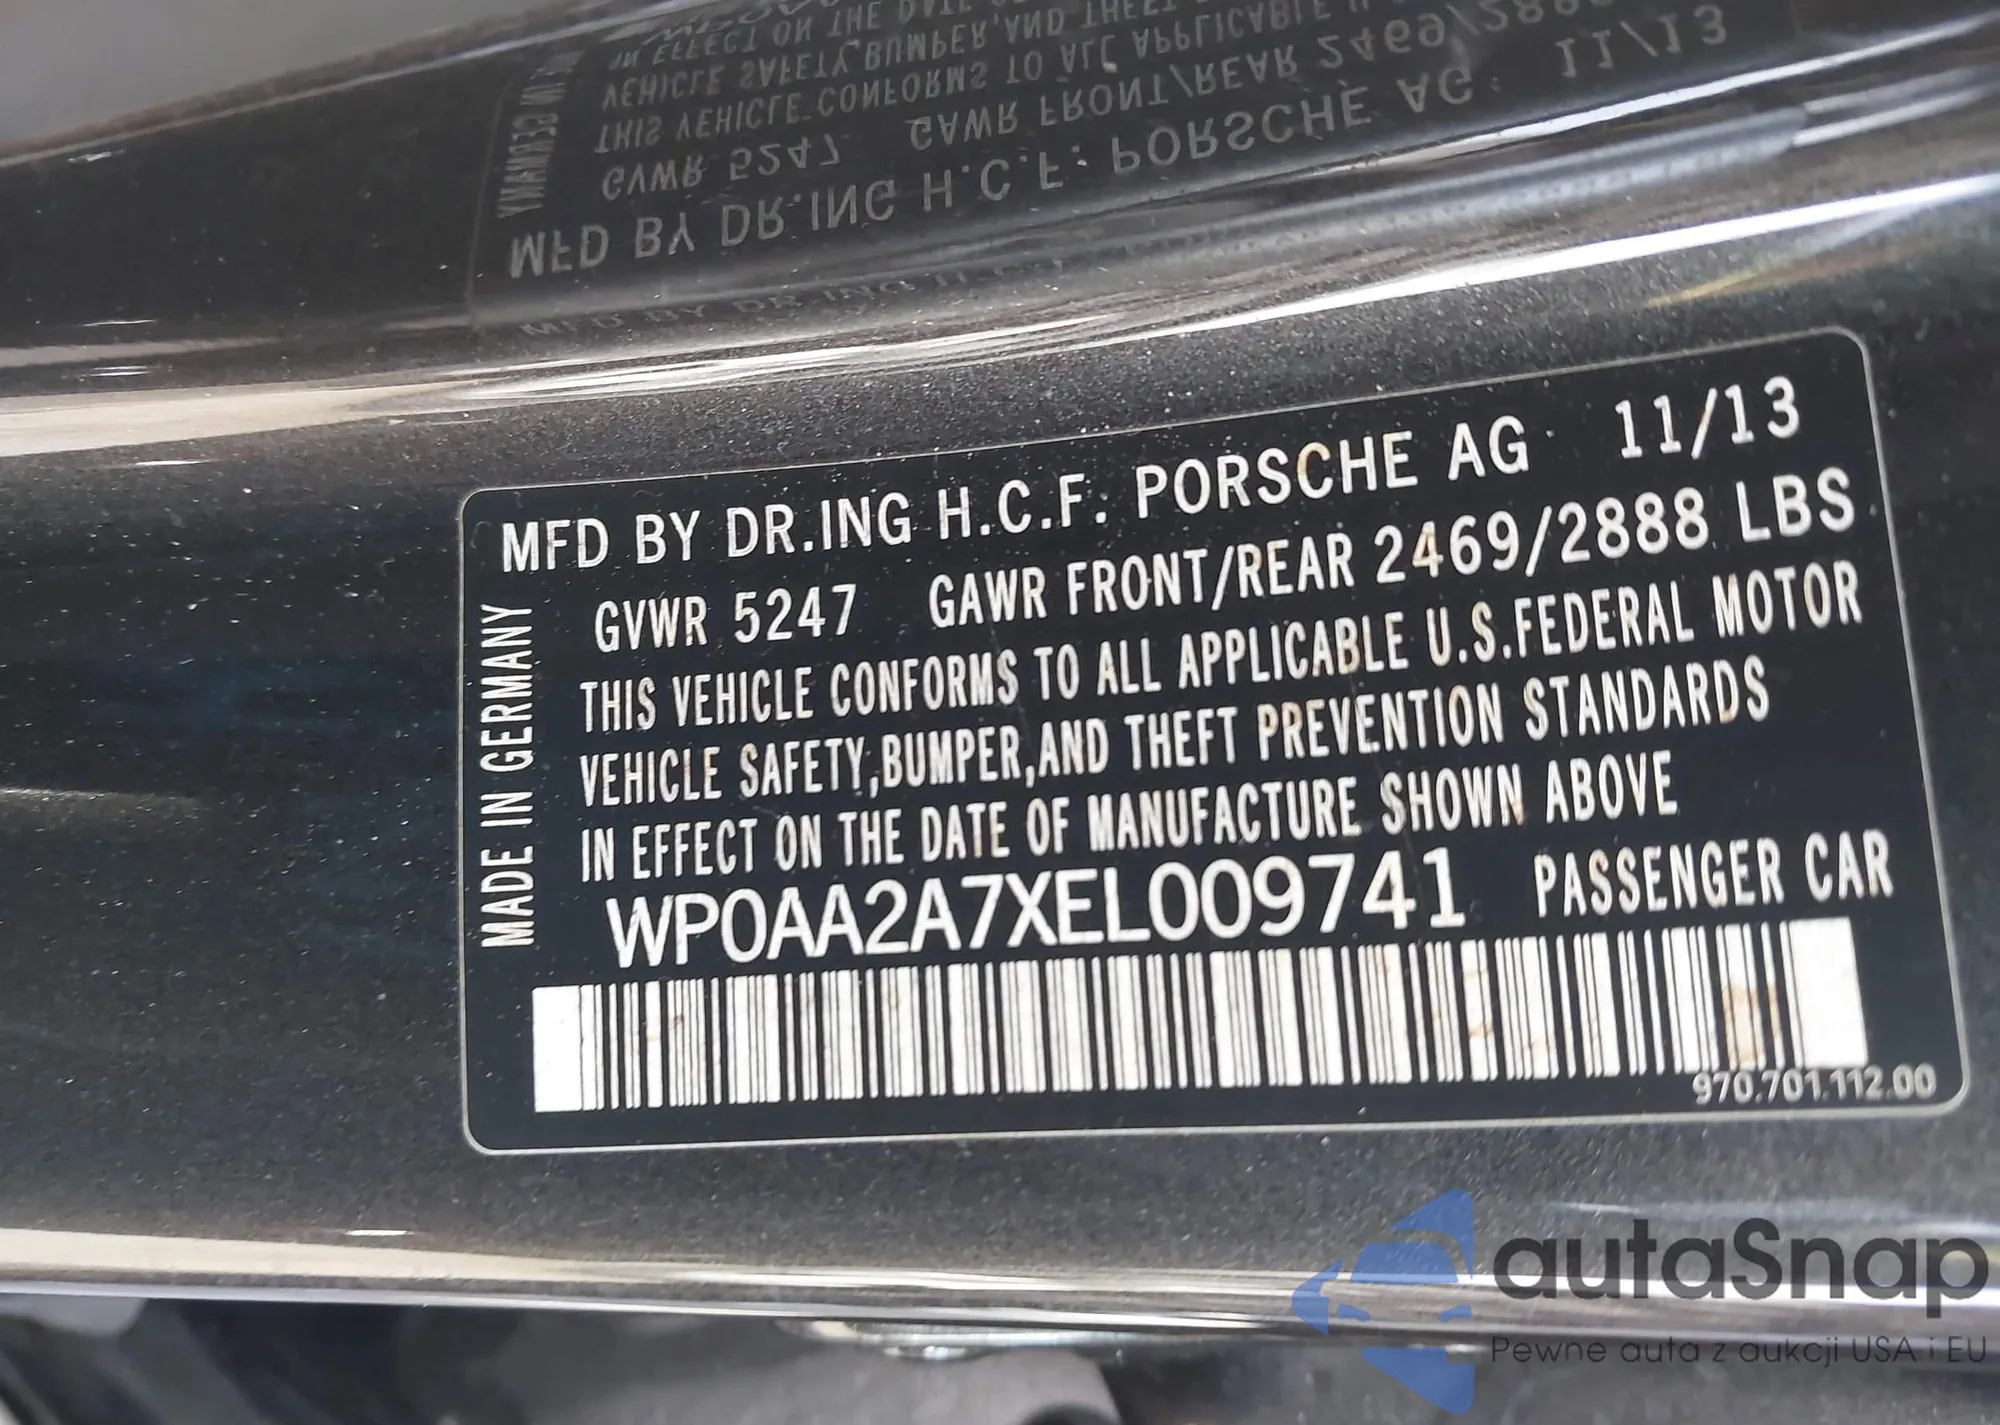 MFD BY DR.ING H.C.F. PORSCHE AG 11/13
GVWR 5247 GAWR FRONT/REAR 2469/2888 LBS
THIS VEHICLE CONFORMS TO ALL APPLICABLE U.S.FEDERAL MOTOR
VEHICLE SAFETY,BUMPER,AND THEFT PREVENTION STANDARDS
IN EFFECT ON THE DATE OF MANUFACTURE SHOWN ABOVE
WP0AA2A7XEL009741 PASSENGER CAR
MADE IN GERMANY
970.701.112.00
autaSnap
Pewne auta z aukcji USA i EU